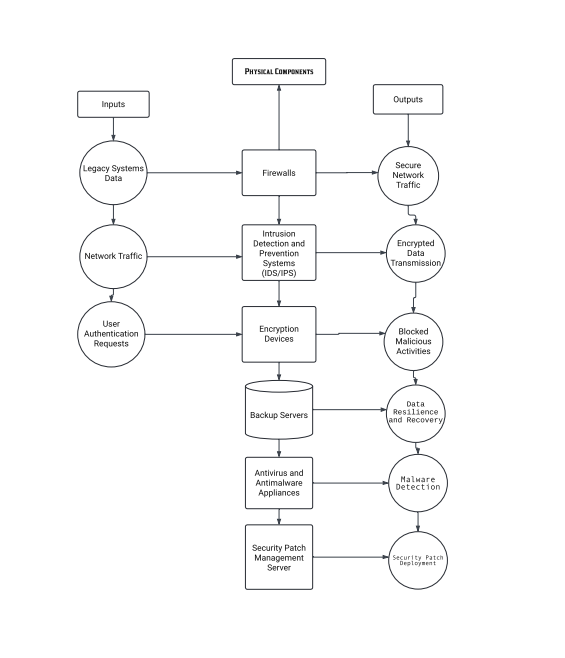 Physical Components
Inputs
Outputs
Legacy Systems
Data
Firewalls
Secure
Network
Traffic
Network Traffic
Intrusion
Detection and
Prevention
Systems
(IDS/IPS)
Encrypted
Data
Transmission
User
Authentication
Requests
Encryption
Devices
Blocked
Malicious
Activities
Backup Servers
Data
Resilience
and Recovery
Antivirus and
Antimalware
Appliances
Malware
Detection
Security Patch
Management
Server
Security Patch
Deployment